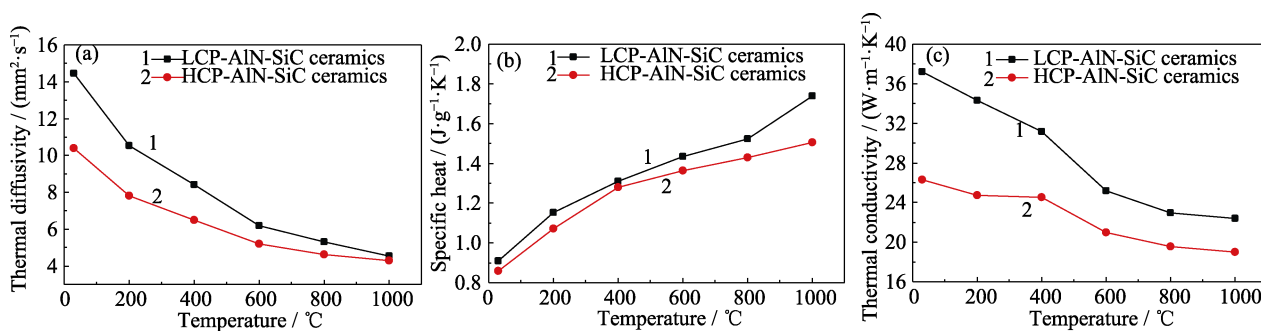 (a)
1 LCP-AlN-SiC ceramics
2 HCP-AlN-SiC ceramics
1
2
16
14
12
10
8
6
4
0 200 400 600 800 1000
Thermal diffusivity / (mm²·s⁻¹)
Temperature / ℃
(b)
1 LCP-AlN-SiC ceramics
2 HCP-AlN-SiC ceramics
1
2
2.0
1.8
1.6
1.4
1.2
1.0
0.8
0 200 400 600 800 1000
Specific heat / (J·g⁻¹·K⁻¹)
Temperature / ℃
(c)
1 LCP-AlN-SiC ceramics
2 HCP-AlN-SiC ceramics
1
2
40
36
32
28
24
20
16
0 200 400 600 800 1000
Thermal conductivity / (W·m⁻¹·K⁻¹)
Temperature / ℃